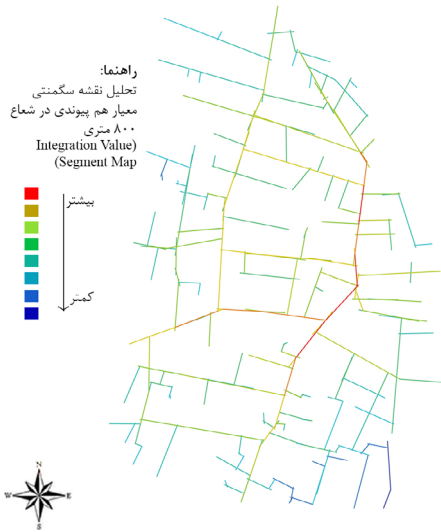 راهنما:
تحلیل نقشه سگمنتی
معیار هم پیوندی در شعاع
۸۰۰ متری
Integration Value)
(Segment Map
بیشتر
کمتر
N
W E
S